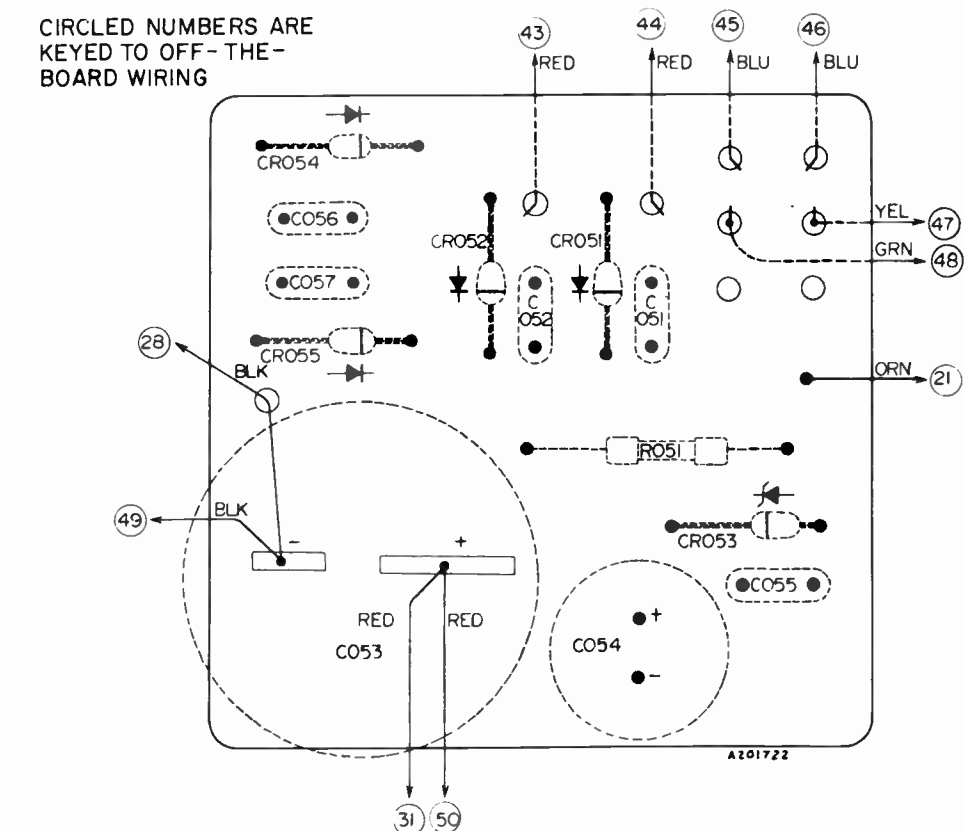 CIRCLED NUMBERS ARE
KEYED TO OFF-THE-
BOARD WIRING
43
44
45
46
RED
RED
BLU
BLU
CR054
C056
YEL
47
CR052
CR051
GRN
48
C057
C
052
C
051
28
CR055
BLK
ORN
21
R051
49
BLK
-
+
CR053
C055
RED
RED
+
C053
C054
-
A201722
31
50